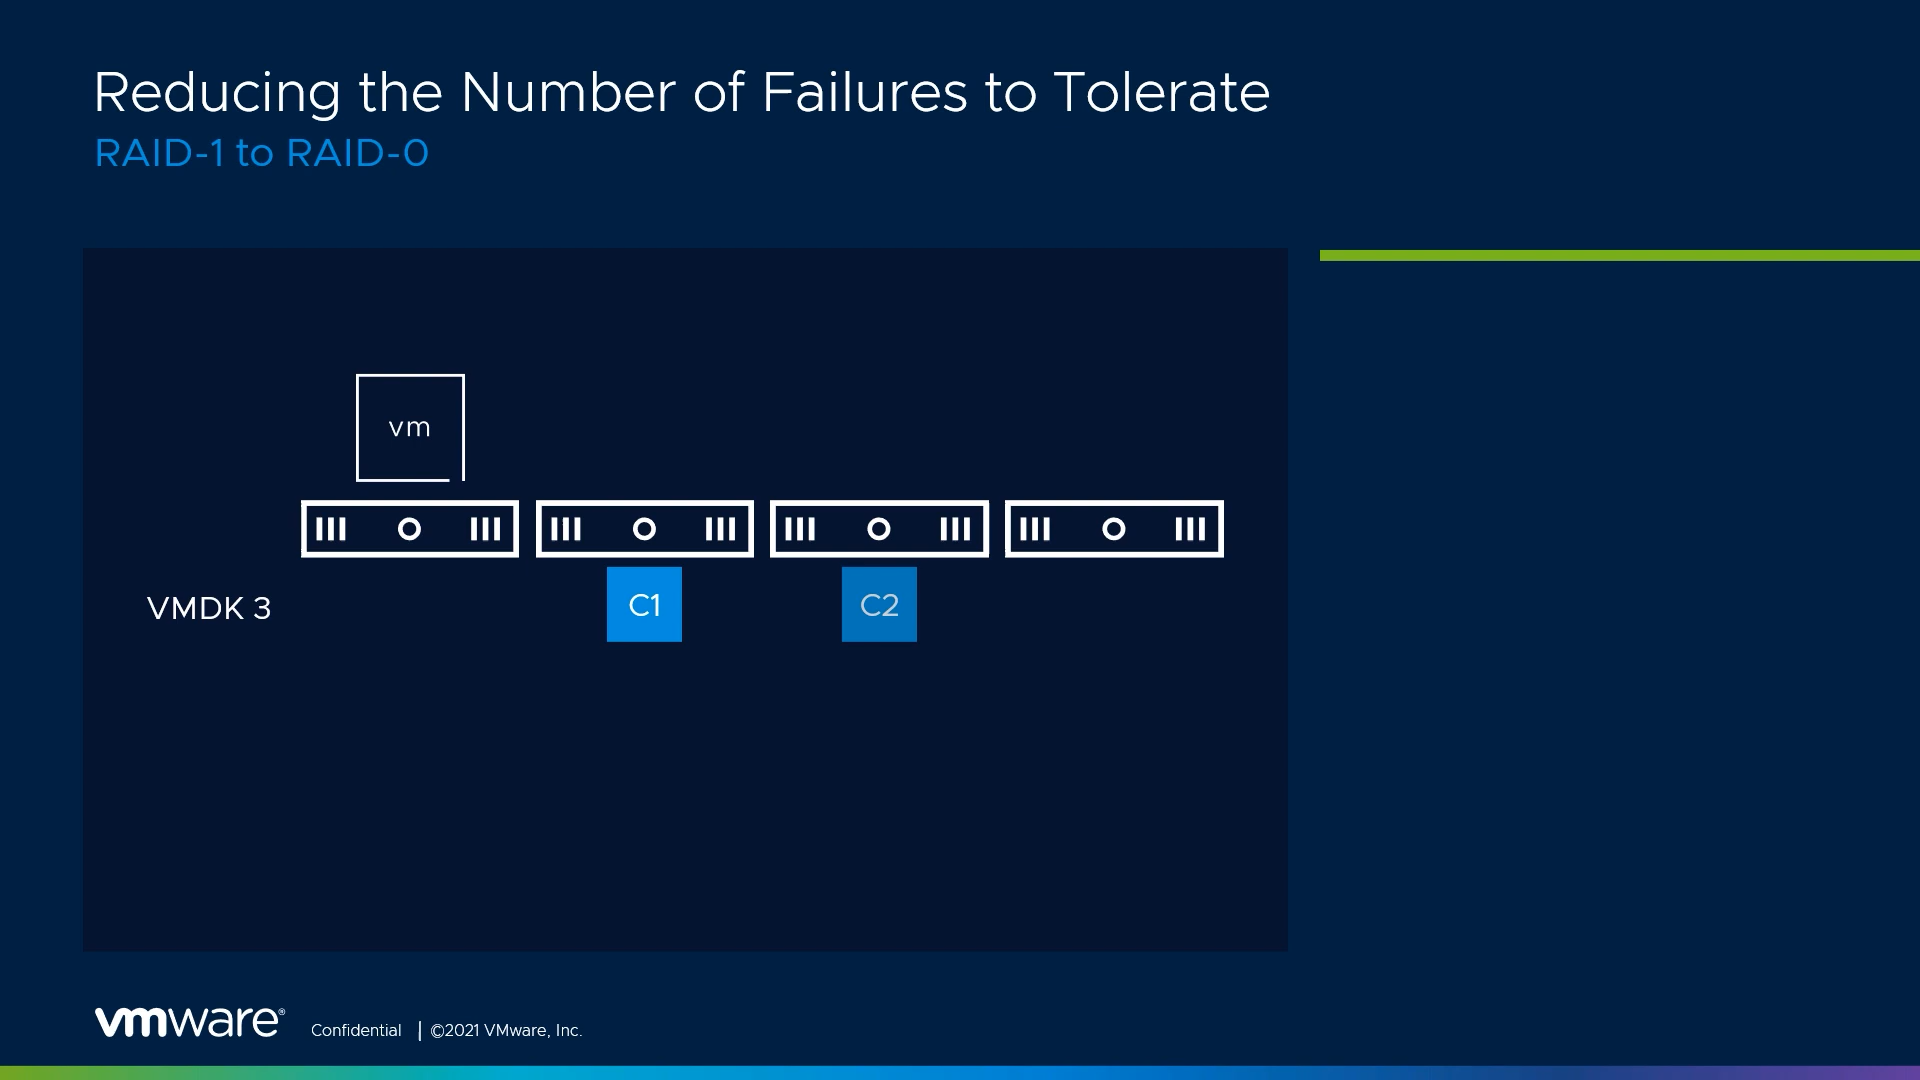 Reducing the Number of Failures to Tolerate
RAID-1 to RAID-0
vm
VMDK 3
C1
C2
vmware®
Confidential | ©2021 VMware, Inc.